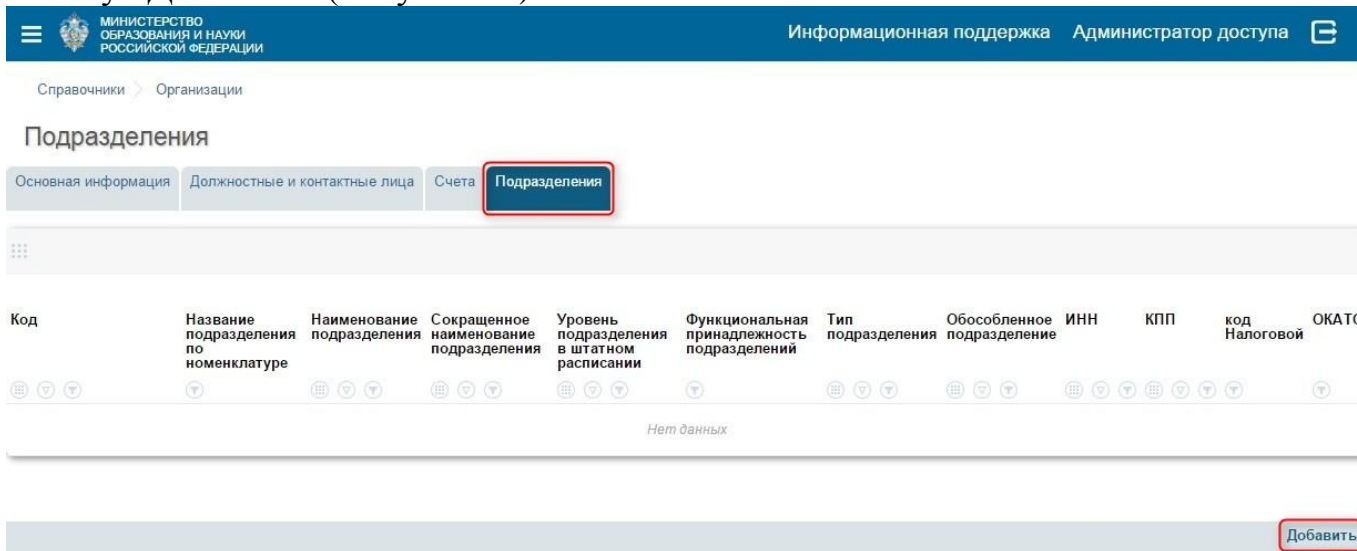 МИНИСТЕРСТВО
ОБРАЗОВАНИЯ И НАУКИ
РОССИЙСКОЙ ФЕДЕРАЦИИ
Информационная поддержка Администратор доступа
Справочники Организации
Подразделения
Основная информация Должностные и контактные лица Счета Подразделения
Код Название Наименование Сокращенное Уровень Функциональная Тип Обособленное ИНН КПП код ОКАТО
подразделения подразделения наименование подразделения принадлежность подразделения подразделение Налоговой
по подразделения в штатном подразделений
номенклатуре расписании
Нет данных
Добавить